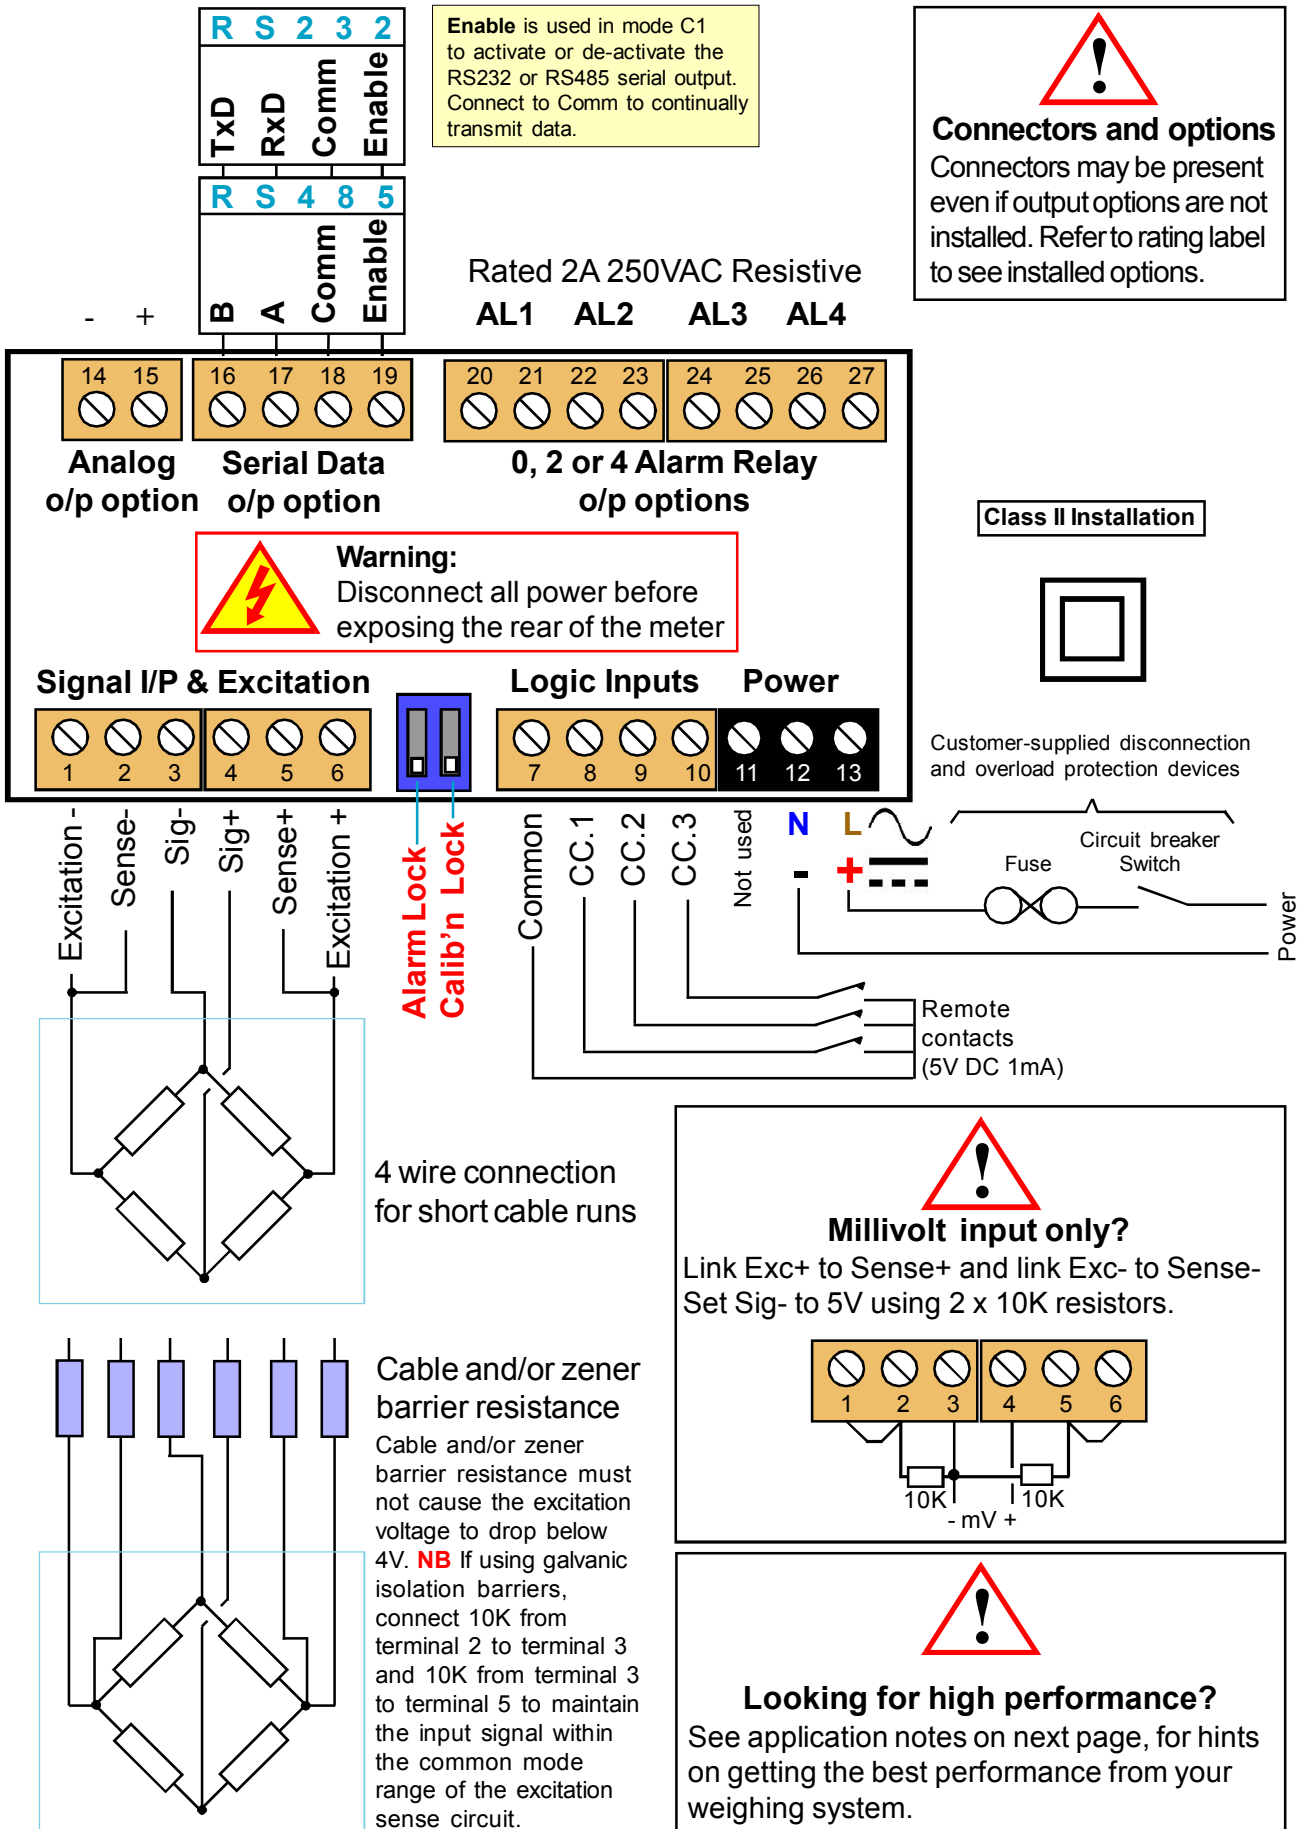 R S 2 3 2
TxD
RxD
Comm
Enable
R S 4 8 5
B
A
Comm
Enable
Enable is used in mode C1
to activate or de-activate the
RS232 or RS485 serial output.
Connect to Comm to continually
transmit data.
Connectors and options
Connectors may be present
even if output options are not
installed. Refer to rating label
to see installed options.
Rated 2A 250VAC Resistive
- +
AL1 AL2 AL3 AL4
14 15 16 17 18 19 20 21 22 23 24 25 26 27
Analog
o/p option
Serial Data
o/p option
0, 2 or 4 Alarm Relay
o/p options
Class II Installation
Warning:
Disconnect all power before
exposing the rear of the meter
Signal I/P & Excitation
Logic Inputs
Power
1 2 3 4 5 6 7 8 9 10 11 12 13
Excitation -
Sense-
Sig-
Sig+
Sense+
Excitation +
Alarm Lock
Calib'n Lock
Common
CC.1
CC.2
CC.3
Not used
N L
- +
Customer-supplied disconnection
and overload protection devices
Fuse
Circuit breaker
Switch
Power
Remote
contacts
(5V DC 1mA)
4 wire connection
for short cable runs
Millivolt input only?
Link Exc+ to Sense+ and link Exc- to Sense-
Set Sig- to 5V using 2 x 10K resistors.
1 2 3 4 5 6
10K 10K
- mV +
Cable and/or zener
barrier resistance
Cable and/or zener
barrier resistance must
not cause the excitation
voltage to drop below
4V. NB If using galvanic
isolation barriers,
connect 10K from
terminal 2 to terminal 3
and 10K from terminal 3
to terminal 5 to maintain
the input signal within
the common mode
range of the excitation
sense circuit.
Looking for high performance?
See application notes on next page, for hints
on getting the best performance from your
weighing system.